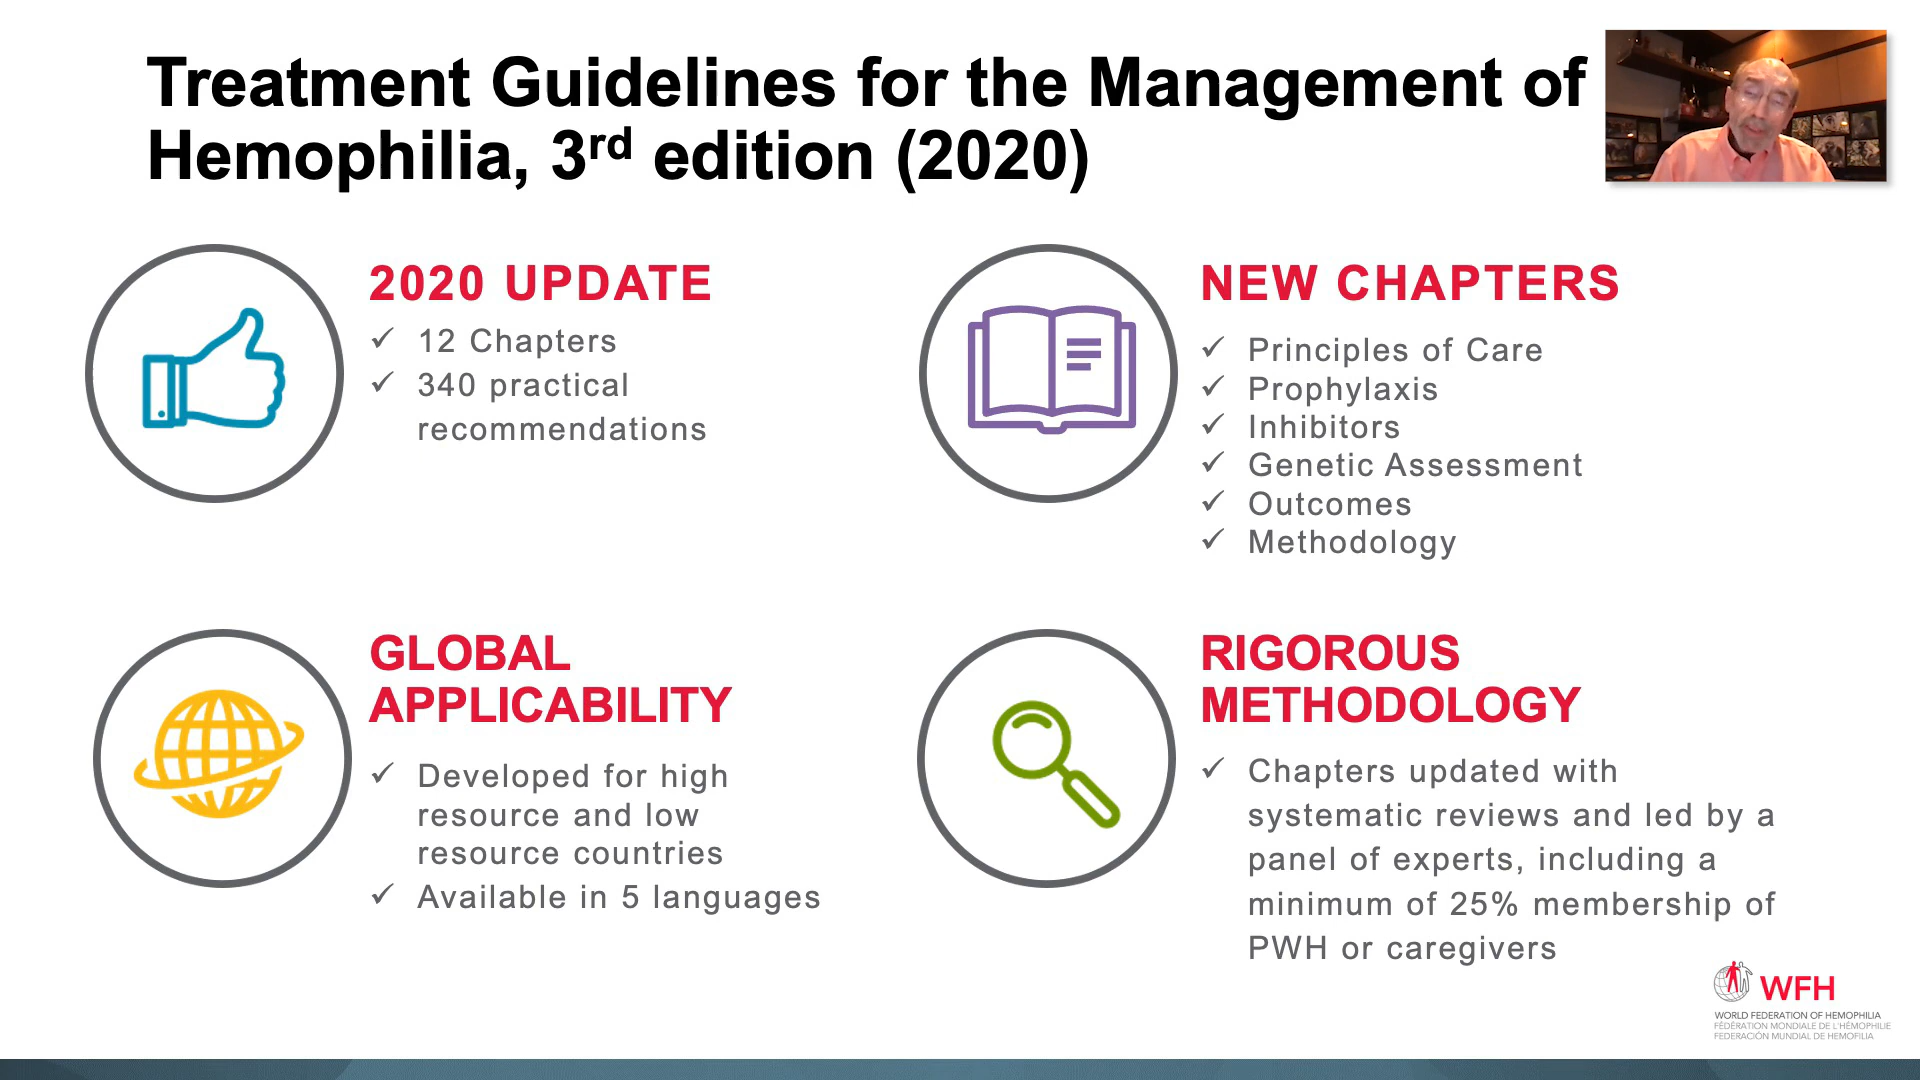 Treatment Guidelines for the Management of
Hemophilia, 3rd edition (2020)
2020 UPDATE
✓ 12 Chapters
✓ 340 practical
recommendations
NEW CHAPTERS
✓ Principles of Care
✓ Prophylaxis
✓ Inhibitors
✓ Genetic Assessment
✓ Outcomes
✓ Methodology
GLOBAL
APPLICABILITY
✓ Developed for high
resource and low
resource countries
✓ Available in 5 languages
RIGOROUS
METHODOLOGY
✓ Chapters updated with
systematic reviews and led by a
panel of experts, including a
minimum of 25% membership of
PWH or caregivers
WFH
WORLD FEDERATION OF HEMOPHILIA
FÉDÉRATION MONDIALE DE L'HÉMOPHILIE
FEDERACIÓN MUNDIAL DE HEMOFILIA